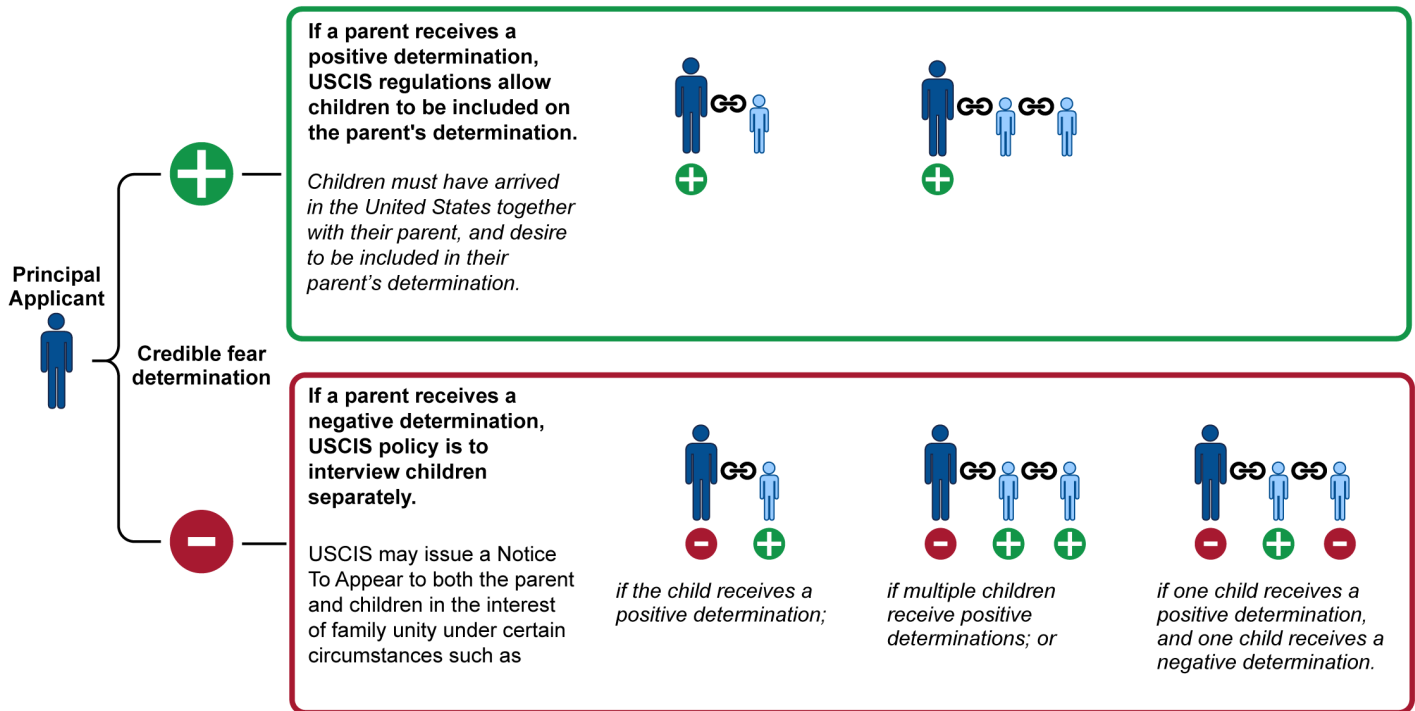 Principal
Applicant
Credible fear
determination
If a parent receives a
positive determination,
USCIS regulations allow
children to be included on
the parent's determination.
Children must have arrived
in the United States together
with their parent, and desire
to be included in their
parent’s determination.
If a parent receives a
negative determination,
USCIS policy is to
interview children
separately.
USCIS may issue a Notice
To Appear to both the parent
and children in the interest
of family unity under certain
circumstances such as
if the child receives a
positive determination;
if multiple children
receive positive
determinations; or
if one child receives a
positive determination,
and one child receives a
negative determination.